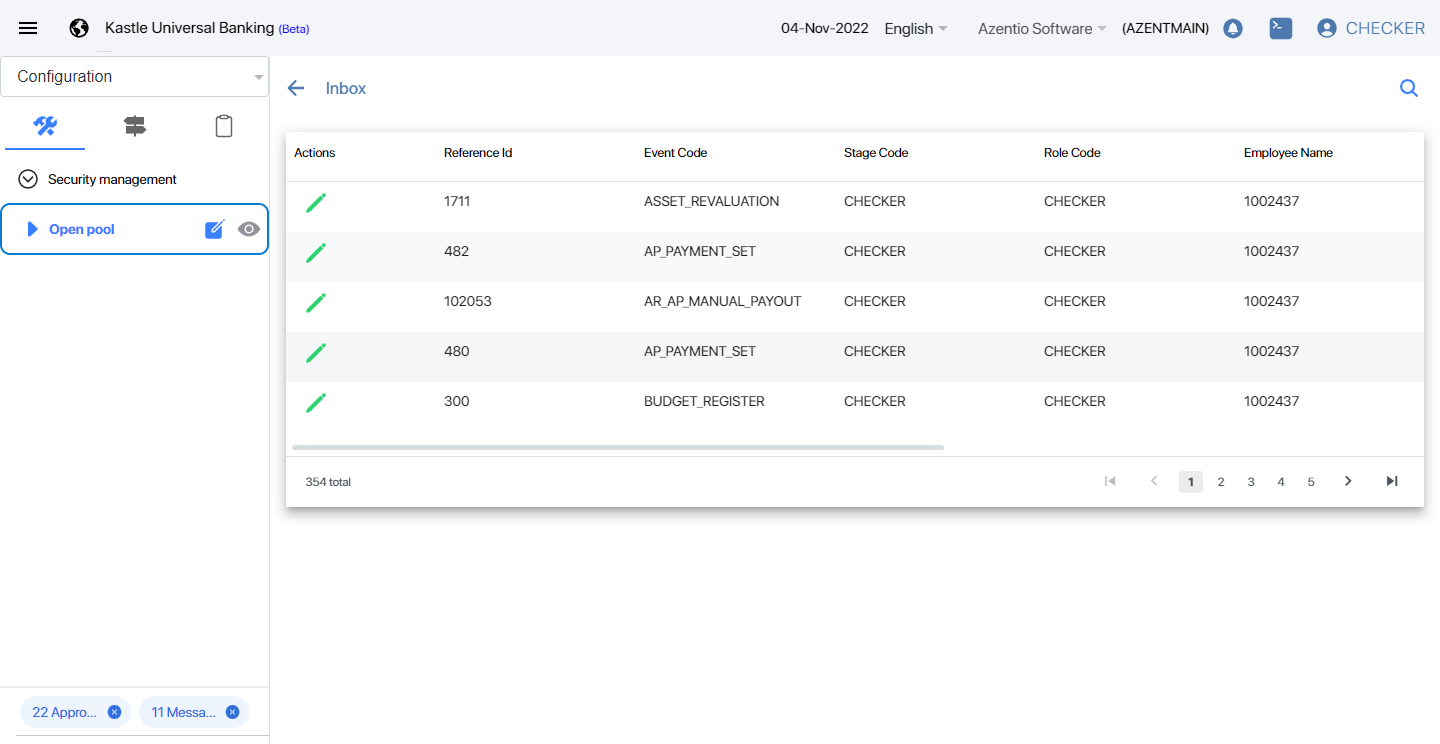 Kastle Universal Banking (Beta)
04-Nov-2022 English Azentio Software (AZENTMAIN) CHECKER
Configuration
Inbox
Security management
Open pool
Actions Reference Id Event Code Stage Code Role Code Employee Name
1711 ASSET_REVALUATION CHECKER CHECKER 1002437
482 AP_PAYMENT_SET CHECKER CHECKER 1002437
102053 AR_AP_MANUAL_PAYOUT CHECKER CHECKER 1002437
480 AP_PAYMENT_SET CHECKER CHECKER 1002437
300 BUDGET_REGISTER CHECKER CHECKER 1002437
354 total 1 2 3 4 5
22 Appro... 11 Messa...